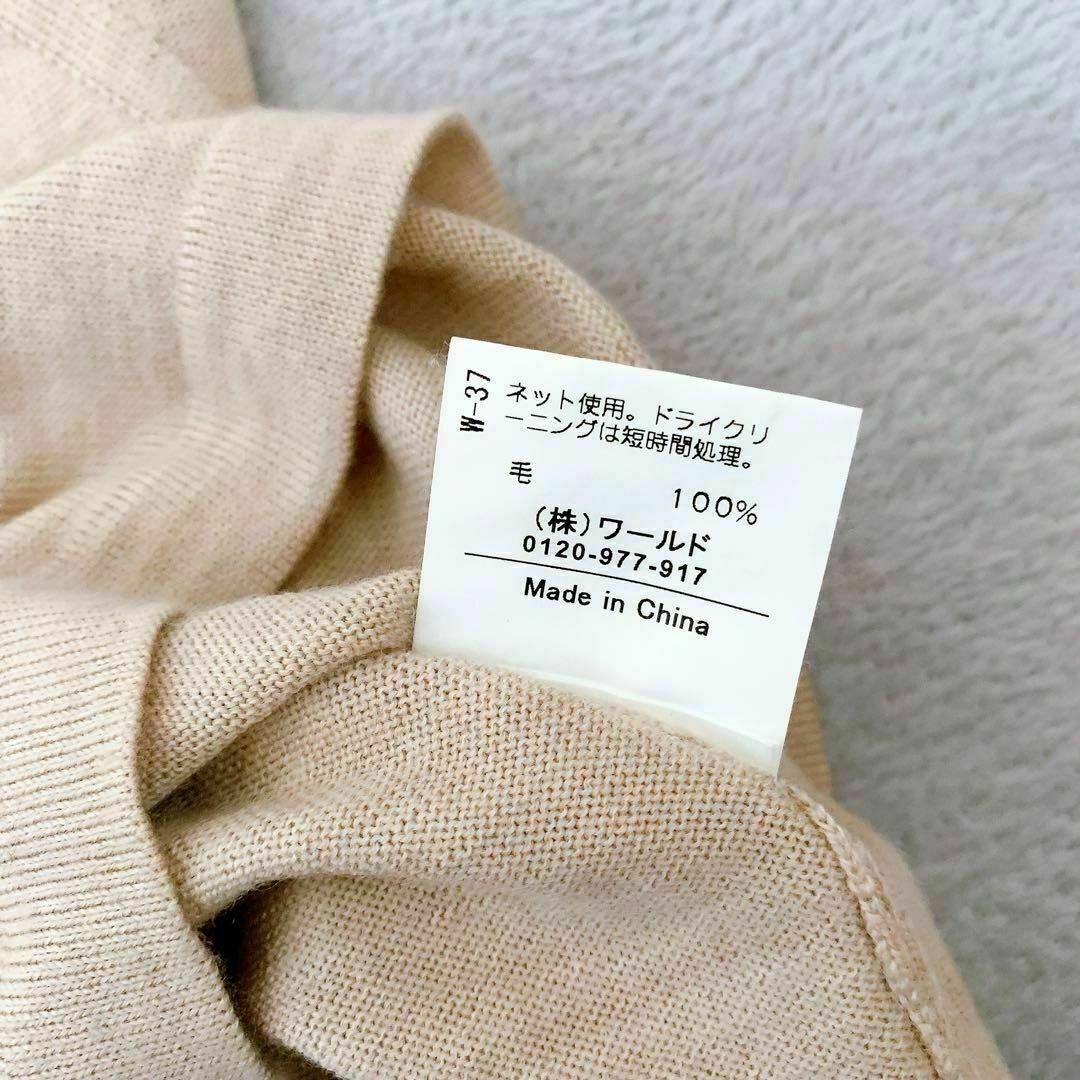 W-37
ネット使用。ドライクリ
ーニングは短時間処理。
毛 100%
(株)ワールド
0120-977-917
Made in China